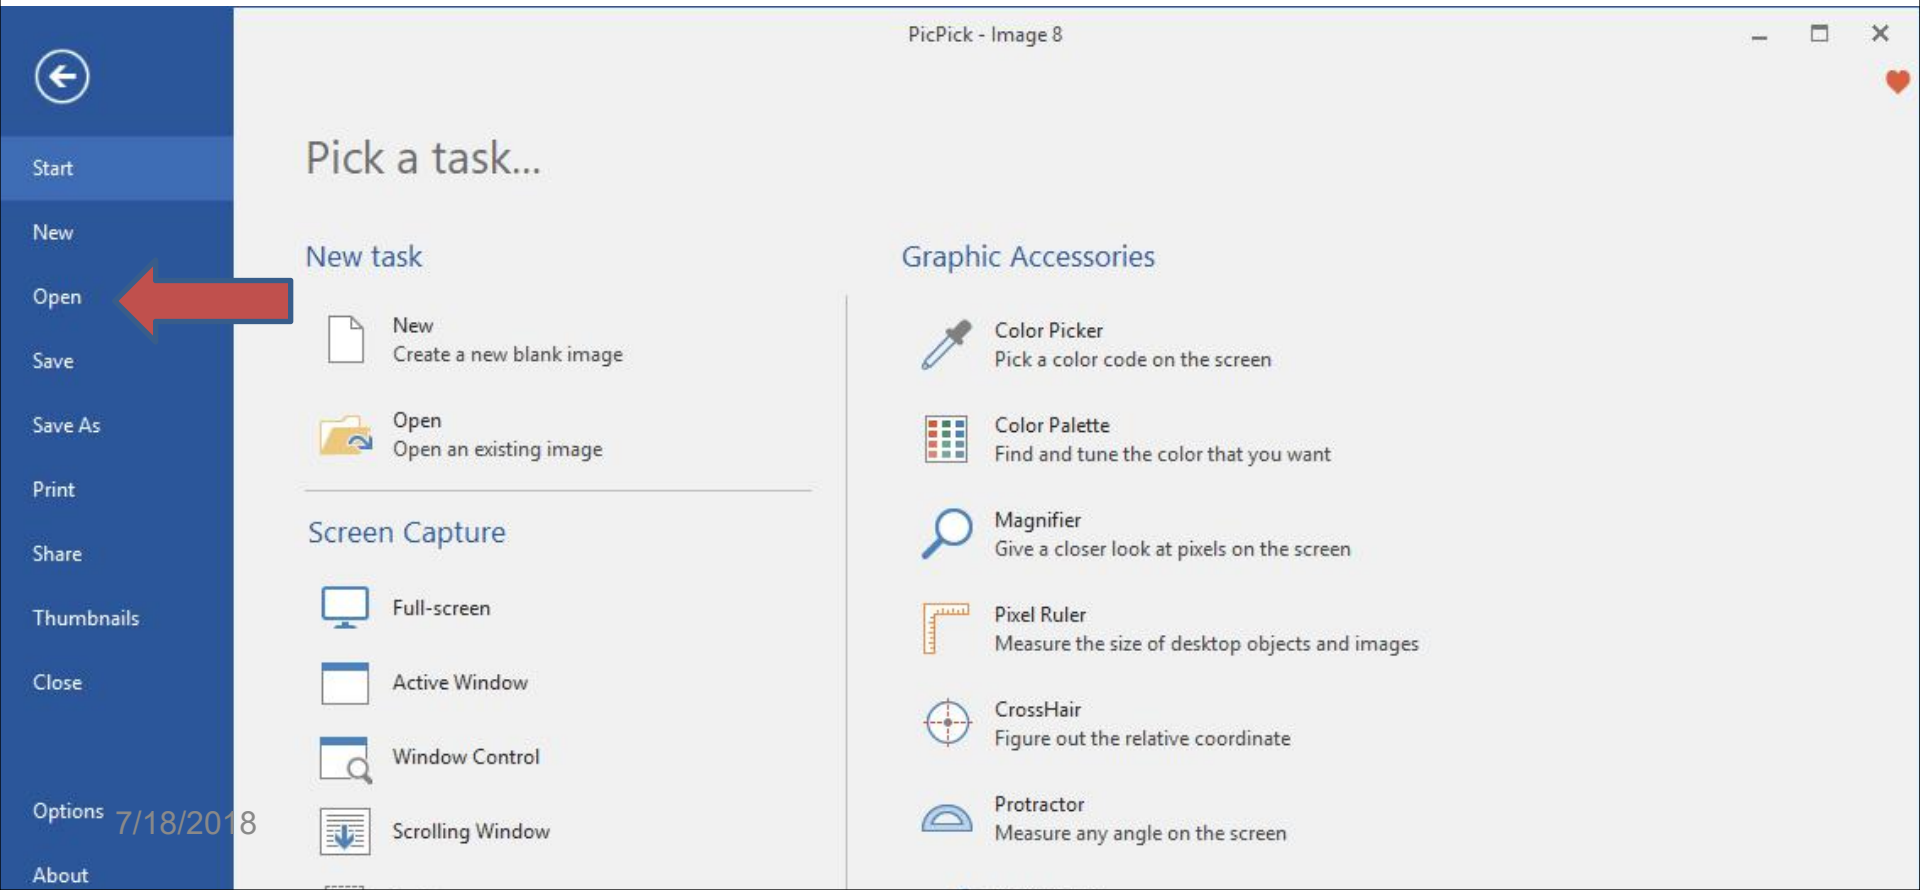 PicPick - Image 8
Start
New
Open
Save
Save As
Print
Share
Thumbnails
Close
Options
About
7/18/2018
Pick a task...
New task
New
Create a new blank image
Open
Open an existing image
Screen Capture
Full-screen
Active Window
Window Control
Scrolling Window
Graphic Accessories
Color Picker
Pick a color code on the screen
Color Palette
Find and tune the color that you want
Magnifier
Give a closer look at pixels on the screen
Pixel Ruler
Measure the size of desktop objects and images
CrossHair
Figure out the relative coordinate
Protractor
Measure any angle on the screen